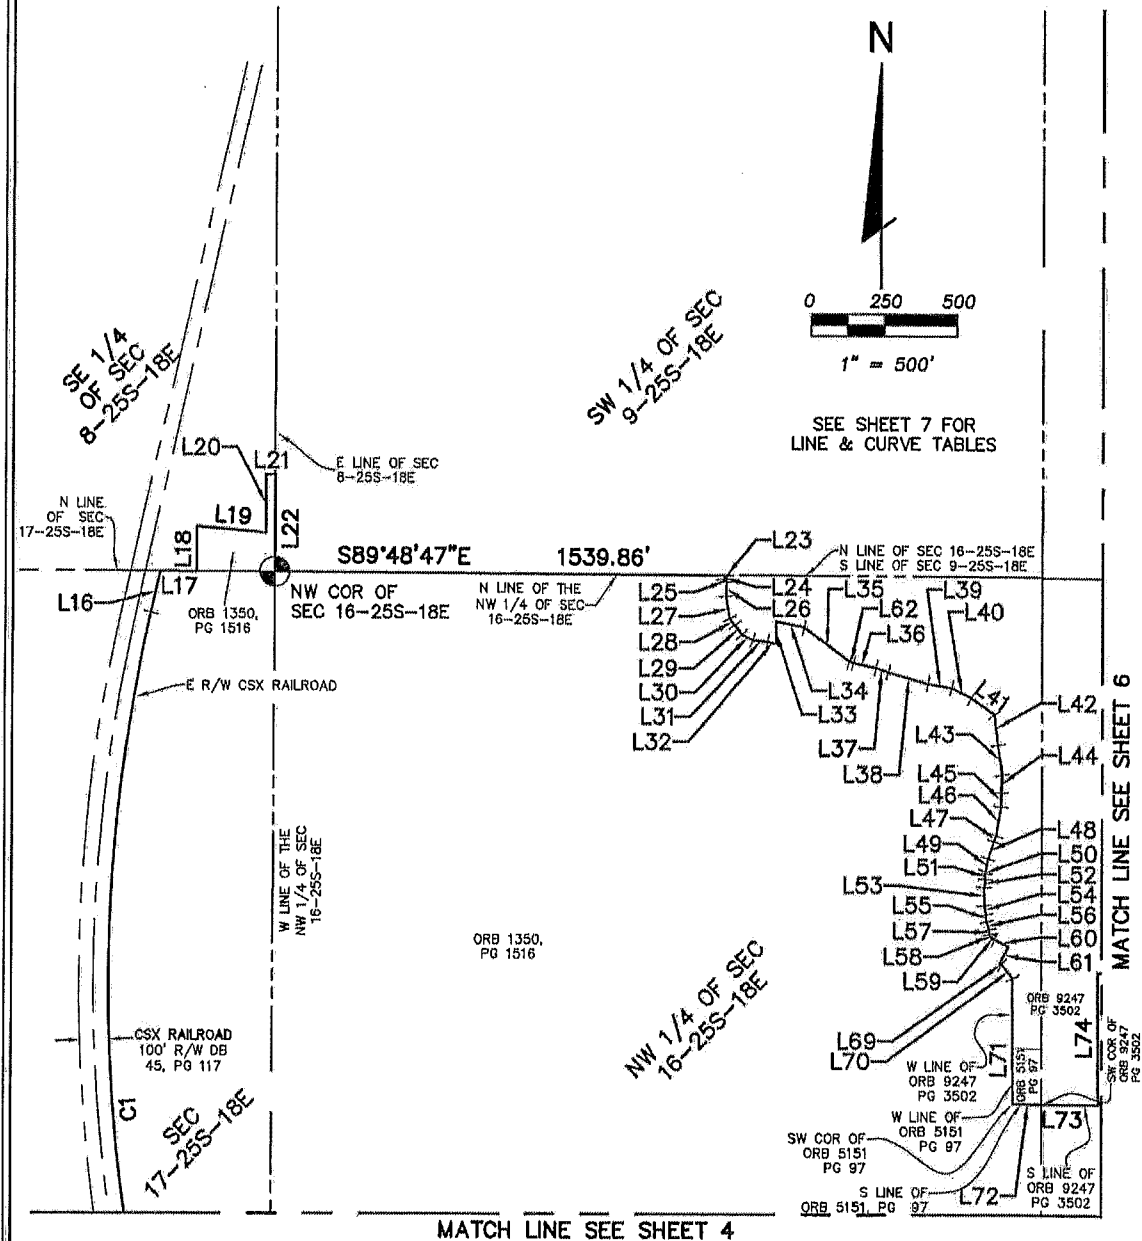 N
0 250 500
1" = 500'
SEE SHEET 7 FOR
LINE & CURVE TABLES
SE 1/4
OF SEC
8-25S-18E
SW 1/4 OF SEC
9-25S-18E
L20
L21
E LINE OF SEC
8-25S-18E
N LINE
OF SEC
17-25S-18E
L18
L19
L22
S89°48'47"E 1539.86'
L23
N LINE OF SEC 16-25S-18E
S LINE OF SEC 9-25S-18E
L16
L17
ORB 1350,
PG 1516
NW COR OF
SEC 16-25S-18E
N LINE OF THE
NW 1/4 OF SEC
16-25S-18E
L25
L24
L26
L27
L28
L29
L30
L31
L32
L35
L62
L36
L39
L40
L34
L33
L37
L38
L41
L42
E R/W CSX RAILROAD
L43
L44
L45
L46
L47
L48
L49
L50
L51
L52
L53
L54
L55
L56
L57
L58
L60
L59
L61
MATCH LINE SEE SHEET 6
W LINE OF THE
NW 1/4 OF SEC
16-25S-18E
ORB 1350,
PG 1516
NW 1/4 OF SEC
16-25S-18E
CSX RAILROAD
100' R/W DB
45, PG 117
C1
SEC
17-25S-18E
L69
L70
ORB 9247
PG 3502
L71
L74
ORB 5151
PG 97
SW COR OF
ORB 9247
PG 3502
W LINE OF
ORB 9247
PG 3502
W LINE OF
ORB 5151
PG 97
L73
SW COR OF
ORB 5151
PG 97
S LINE OF
ORB 5151, PG 97
L72
S LINE OF
ORB 9247
PG 3502
MATCH LINE SEE SHEET 4